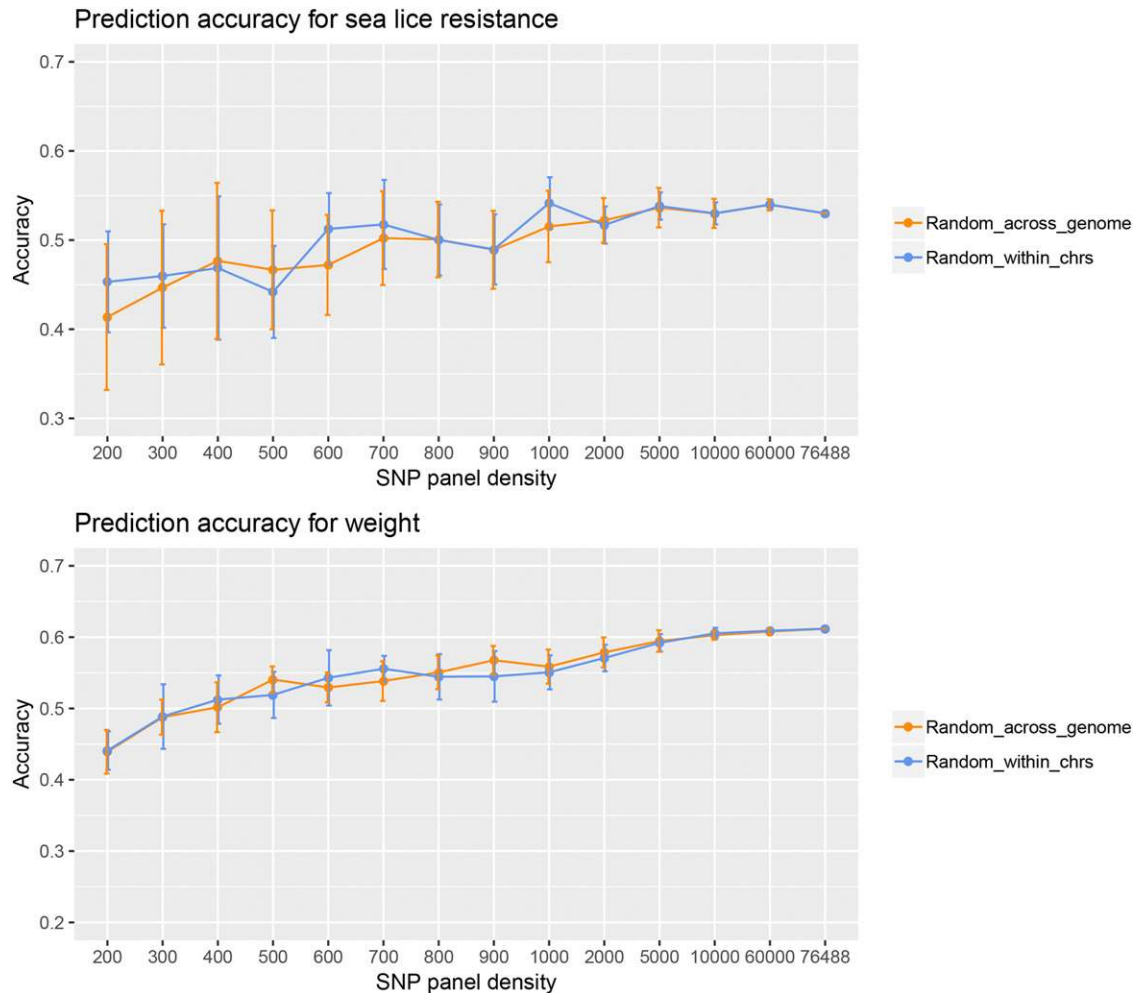 Prediction accuracy for sea lice resistance
0.7
0.6
0.5
0.4
0.3
Accuracy
200 300 400 500 600 700 800 900 1000 2000 5000 10000 60000 76488
SNP panel density
Random_across_genome
Random_within_chrs
Prediction accuracy for weight
0.7
0.6
0.5
0.4
0.3
0.2
Accuracy
200 300 400 500 600 700 800 900 1000 2000 5000 10000 60000 76488
SNP panel density
Random_across_genome
Random_within_chrs